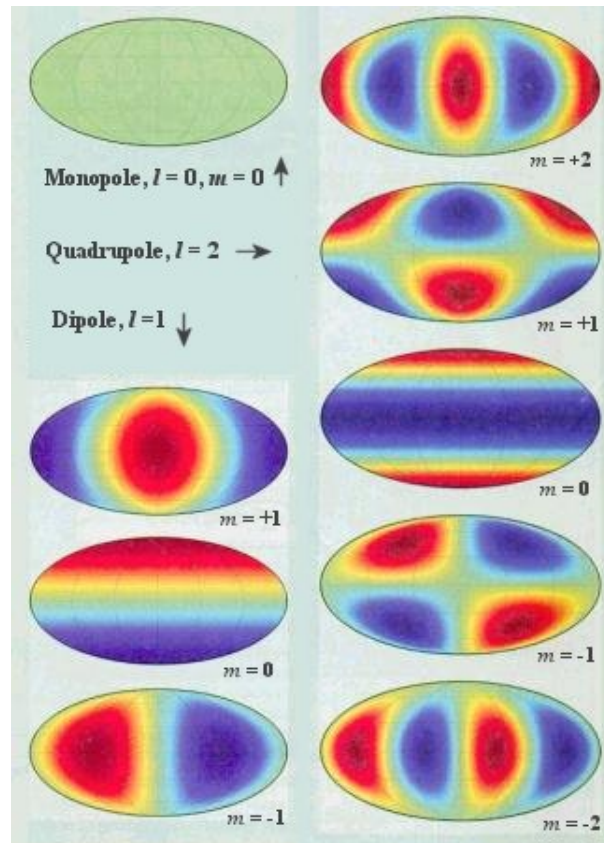 Monopole, l = 0, m = 0 ↑
Quadrupole, l = 2 →
Dipole, l =1 ↓
m = +1
m = 0
m = -1
m = +2
m = +1
m = 0
m = -1
m = -2